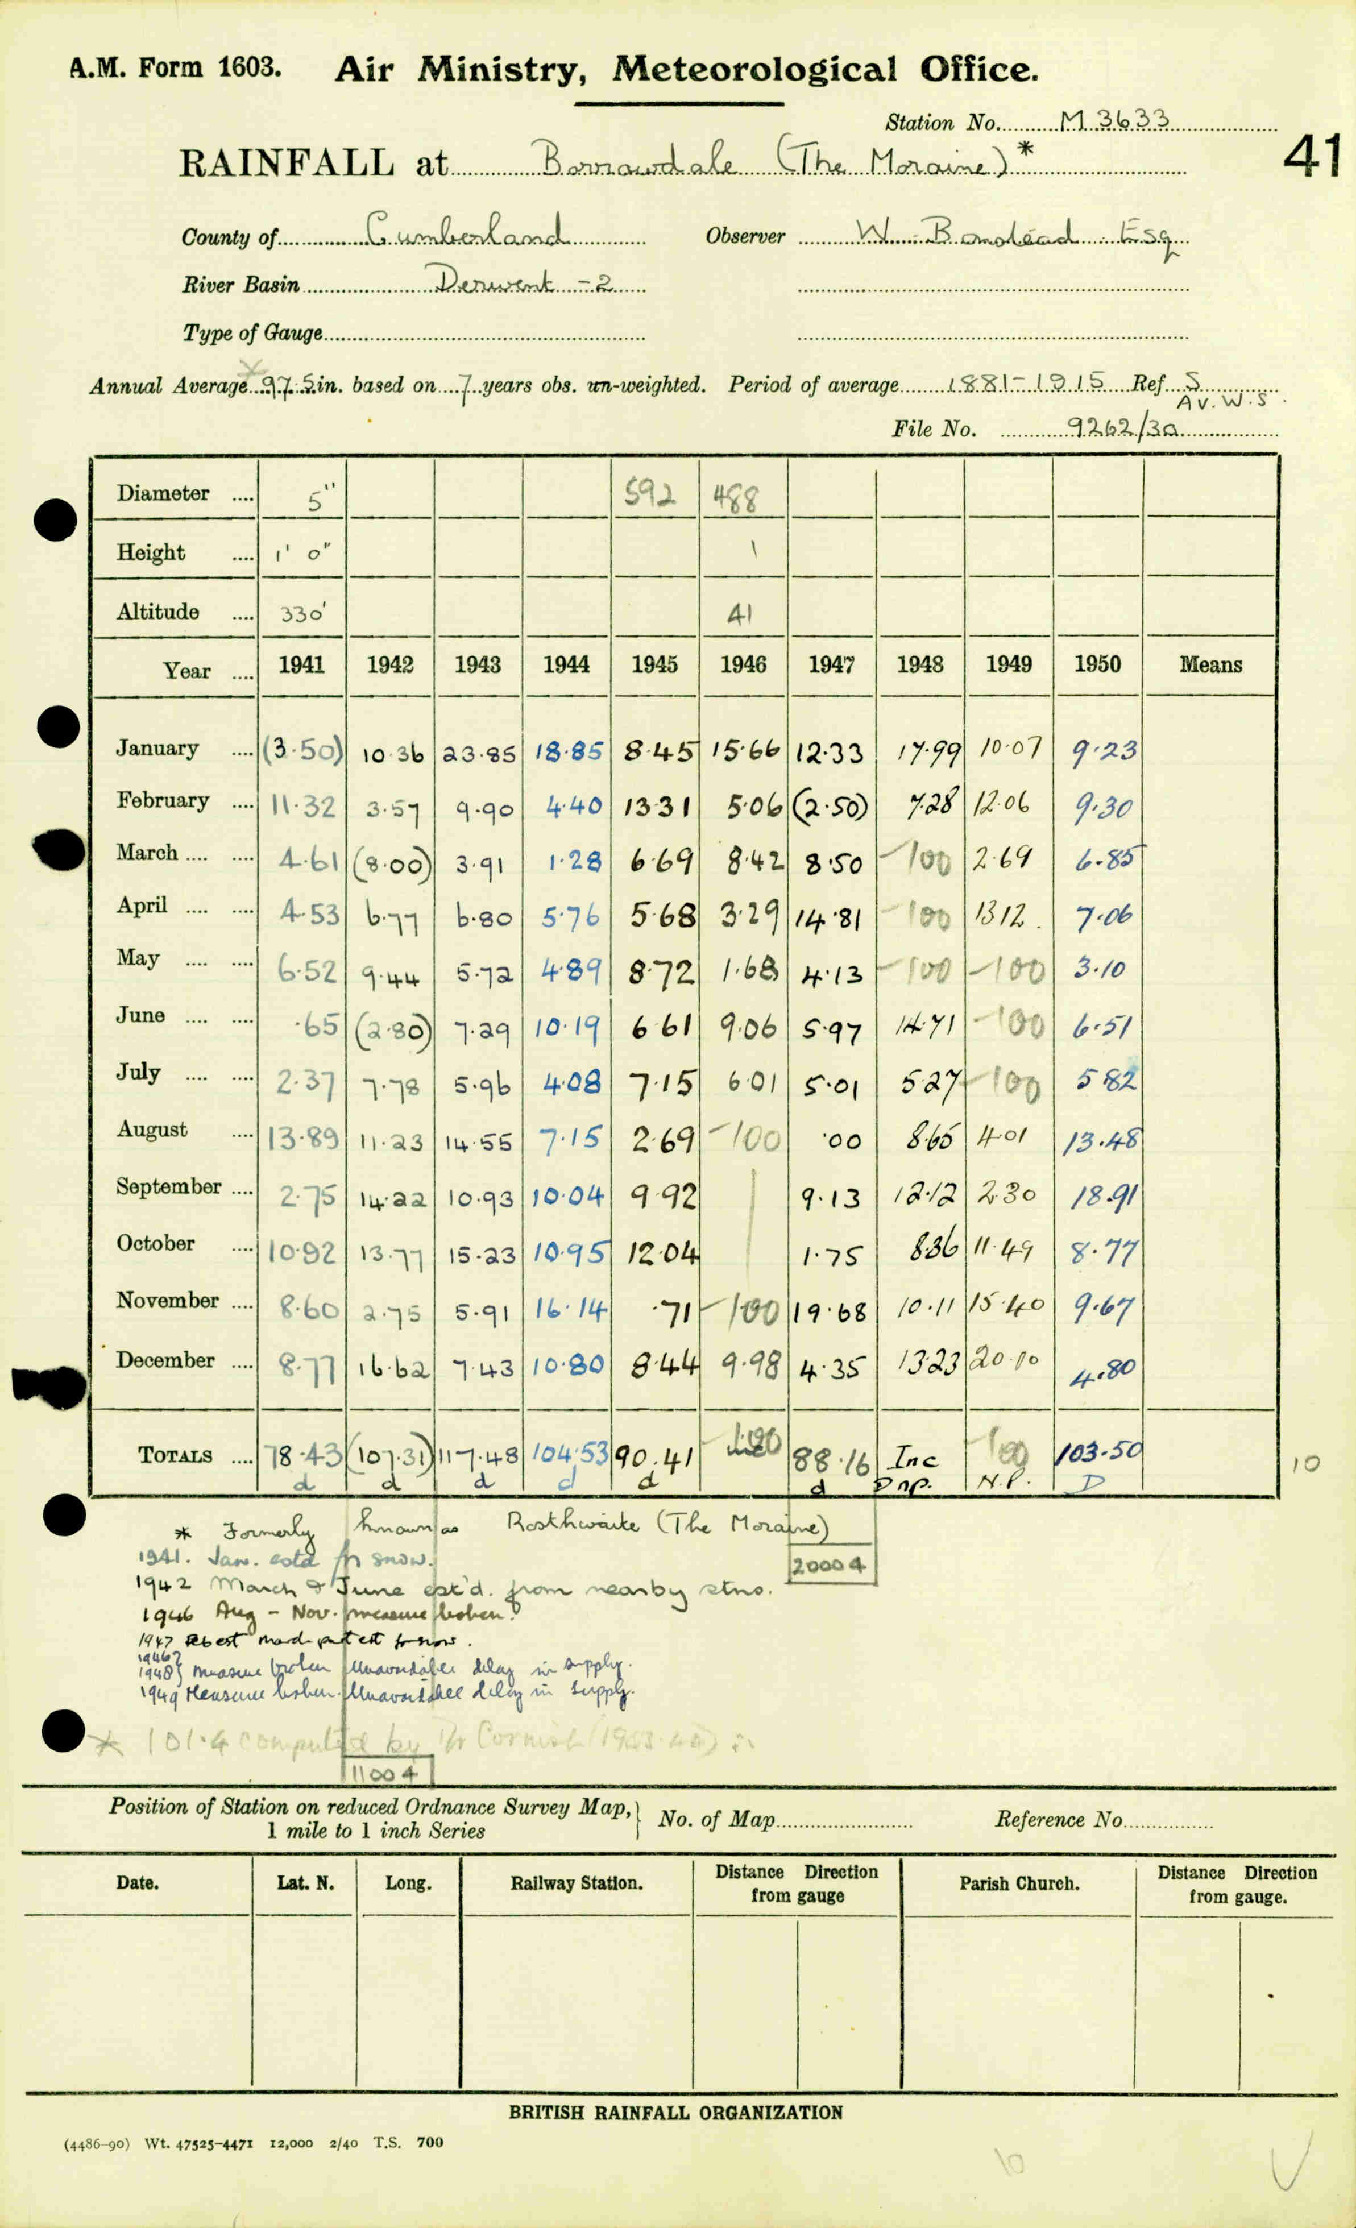 A.M. Form 1603. Air Ministry, Meteorological Office.
Station No. M 3633
41
RAINFALL at Borrowdale (The Moraine)*
County of Cumberland Observer W. Banstead Esq
River Basin Derwent -2
Type of Gauge
Annual Average 97.5 in. based on 7 years obs. un-weighted. Period of average 1881-1915 Ref. S
Av. W.S.
File No. 9262/30
Diameter .... 5" 592 488
Height .... 1' 0" 1
Altitude .... 330' 41
Year .... 1941 1942 1943 1944 1945 1946 1947 1948 1949 1950 Means
January .... (3.50) 10.36 23.85 18.85 8.45 15.66 12.33 17.99 10.07 9.23
February .... 11.32 3.57 9.90 4.40 13.31 5.06 (2.50) 7.28 12.06 9.30
March .... .... 4.61 (8.00) 3.91 1.28 6.69 8.42 8.50 -100 2.69 6.85
April .... .... 4.53 6.77 6.80 5.76 5.68 3.29 14.81 -100 13.12 7.06
May .... .... 6.52 9.44 5.72 4.89 8.72 1.68 4.13 -100 -100 3.10
June .... .... .65 (2.80) 7.29 10.19 6.61 9.06 5.97 14.71 -100 6.51
July .... .... 2.37 7.78 5.96 4.08 7.15 6.01 5.01 5.27 -100 5.82
August .... 13.89 11.23 14.55 7.15 2.69 -100 .00 8.65 4.01 13.48
September .... 2.75 14.22 10.93 10.04 9.92 9.13 12.12 2.30 18.91
October .... 10.92 13.77 15.23 10.95 12.04 1.75 8.36 11.49 8.77
November .... 8.60 2.75 5.91 16.14 .71 -100 19.68 10.11 15.40 9.67
December .... 8.77 16.62 7.43 10.80 8.44 9.98 4.35 13.23 20.10 4.80
TOTALS .... 78.43 (107.31) 117.48 104.53 90.41 -100 88.16 Inc -100 103.50 10
d d d d d d Dnp. N.P. D
* Formerly known as Rosthwaite (The Moraine)
20004
1941. Jan. estd for snow.
1942 March & June est'd. from nearby stns.
1946 Aug - Nov. measure broken.
1947 Feb est
1946?
1948} measure broken Unavoidable delay in supply.
1949 Measure broken. Unavoidable delay in supply.
* 101.4 computed by Dr Cornish
11004
Position of Station on reduced Ordnance Survey Map,} No. of Map Reference No.
1 mile to 1 inch Series
Date. Lat. N. Long. Railway Station. Distance Direction from gauge Parish Church. Distance Direction from gauge.
BRITISH RAINFALL ORGANIZATION
(4486-90) Wt. 47525-4471 12,000 2/40 T.S. 700
10